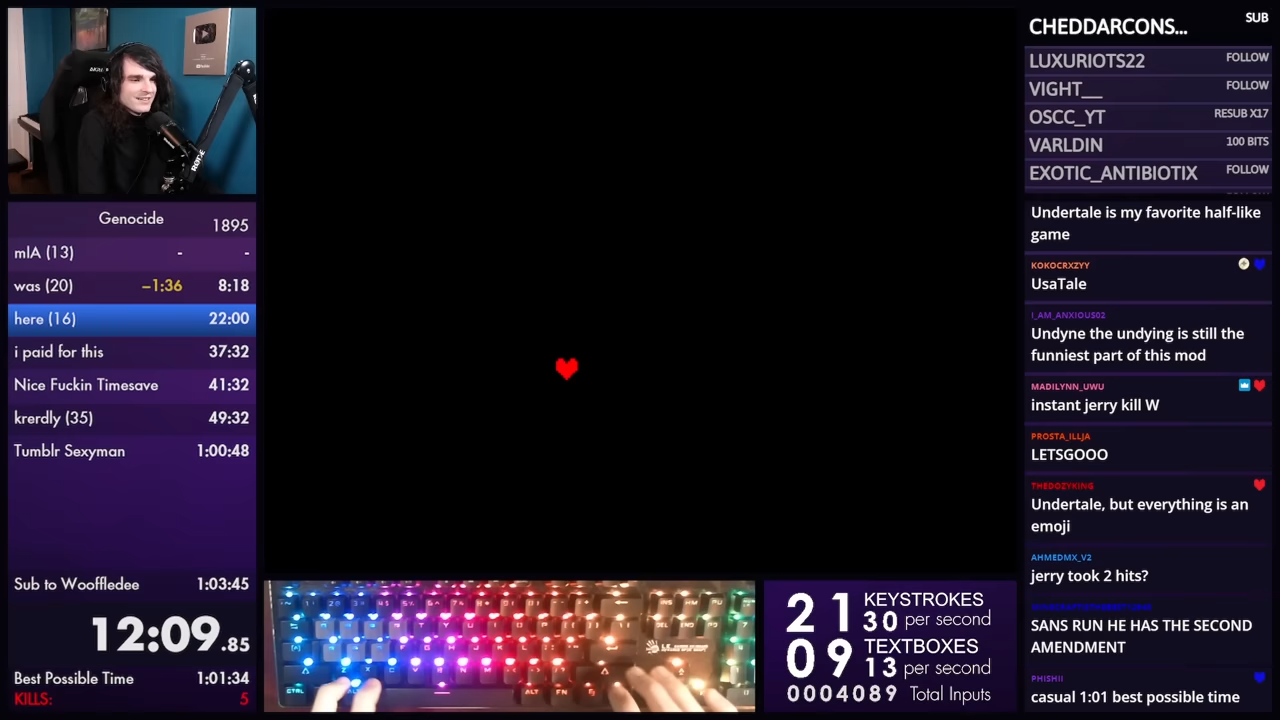 Genocide
1895
mlA (13) - -
was (20) −1:36 8:18
here (16) 22:00
i paid for this 37:32
Nice Fuckin Timesave 41:32
krerdly (35) 49:32
Tumblr Sexyman 1:00:48
Sub to Wooffledee 1:03:45
12:09.85
Best Possible Time 1:01:34
KILLS: 5
RØDE
21 30 KEYSTROKES per second
09 13 TEXTBOXES per second
0004089 Total Inputs
CHEDDARCONS... SUB
LUXURIOTS22 FOLLOW
VIGHT__ FOLLOW
OSCC_YT RESUB X17
VARLDIN 100 BITS
EXOTIC_ANTIBIOTIX FOLLOW
Undertale is my favorite half-like
game
KOKOCRXZYY
UsaTale
I_AM_ANXIOUS02
Undyne the undying is still the
funniest part of this mod
MADILYNN_UWU
instant jerry kill W
PROSTA_ILLJA
LETSGOOO
THEDOZYKING
Undertale, but everything is an
emoji
AHMEDMX_V2
jerry took 2 hits?
SANS RUN HE HAS THE SECOND
AMENDMENT
PHISHII
casual 1:01 best possible time